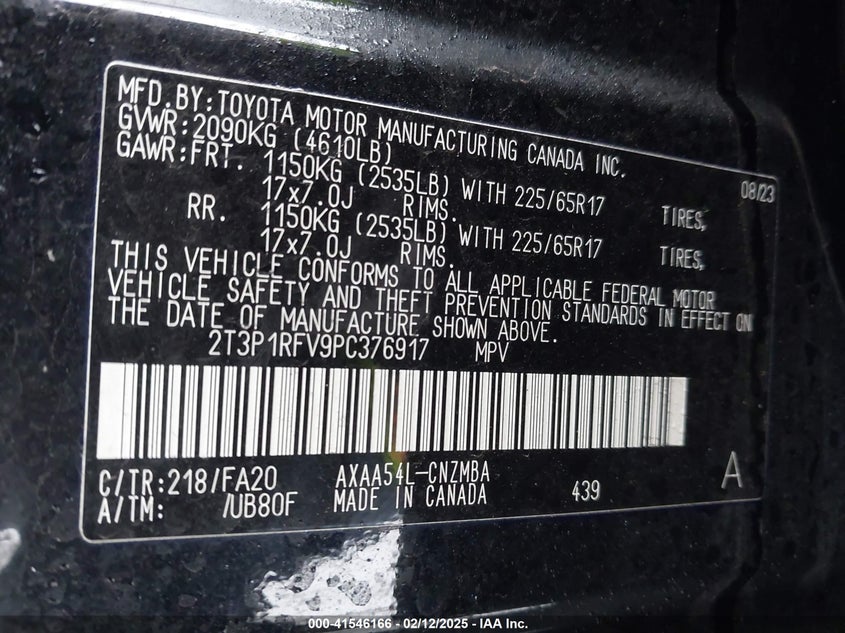 MFD.BY:TOYOTA MOTOR MANUFACTURING CANADA INC.
GVWR:2090KG (4610LB) 08/23
GAWR:FRT. 1150KG (2535LB) WITH 225/65R17 TIRES,
17x7.0J RIMS.
RR. 1150KG (2535LB) WITH 225/65R17 TIRES,
17x7.0J RIMS.
THIS VEHICLE CONFORMS TO ALL APPLICABLE FEDERAL MOTOR
VEHICLE SAFETY AND THEFT PREVENTION STANDARDS IN EFFECT ON
THE DATE OF MANUFACTURE SHOWN ABOVE.
2T3P1RFV9PC376917 MPV
C/TR:218/FA20 AXAA54L-CNZMBA A
A/TM: /UB80F MADE IN CANADA 439
000-41546166 — 02/12/2025 — IAA Inc.